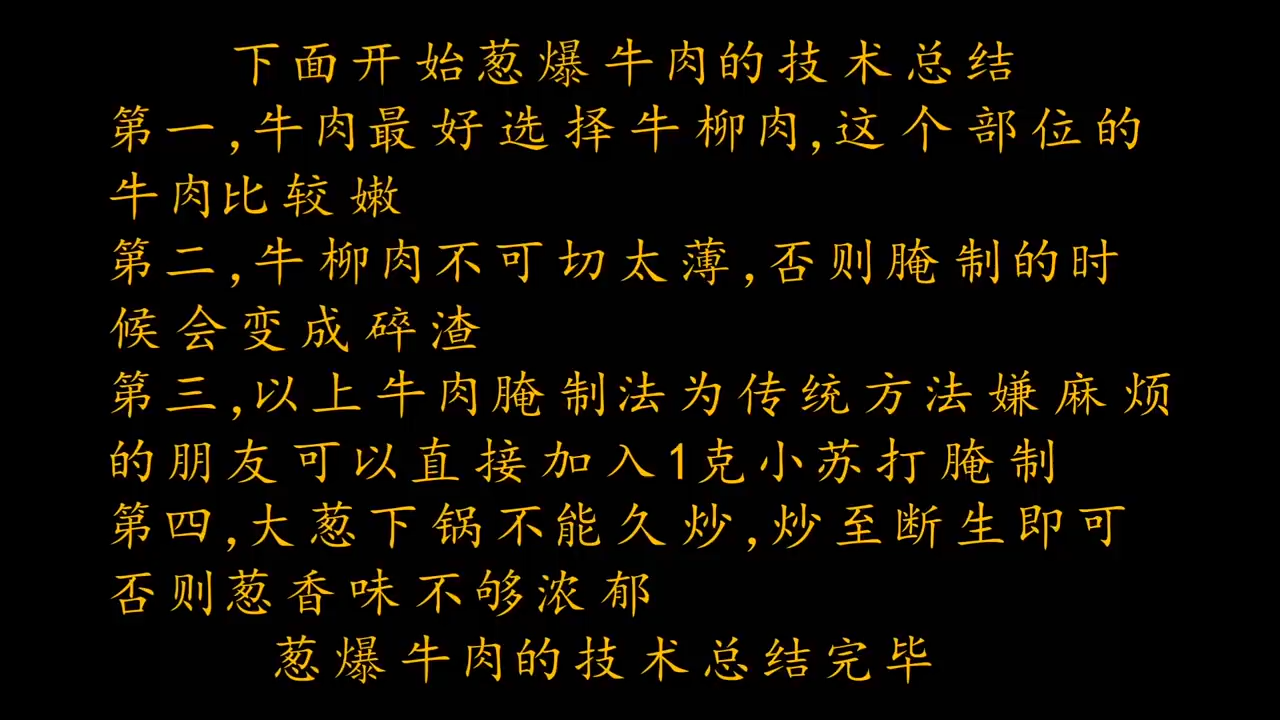 下面开始葱爆牛肉的技术总结
第一,牛肉最好选择牛柳肉,这个部位的
牛肉比较嫩
第二,牛柳肉不可切太薄,否则腌制的时
候会变成碎渣
第三,以上牛肉腌制法为传统方法嫌麻烦
的朋友可以直接加入1克小苏打腌制
第四,大葱下锅不能久炒,炒至断生即可
否则葱香味不够浓郁
葱爆牛肉的技术总结完毕